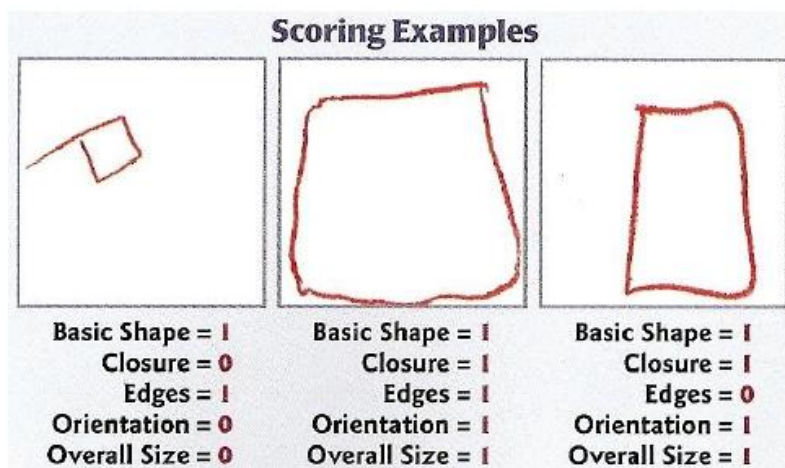 Scoring Examples
Basic Shape = 1
Closure = 0
Edges = 1
Orientation = 0
Overall Size = 0
Basic Shape = 1
Closure = 1
Edges = 1
Orientation = 1
Overall Size = 1
Basic Shape = 1
Closure = 1
Edges = 0
Orientation = 1
Overall Size = 1